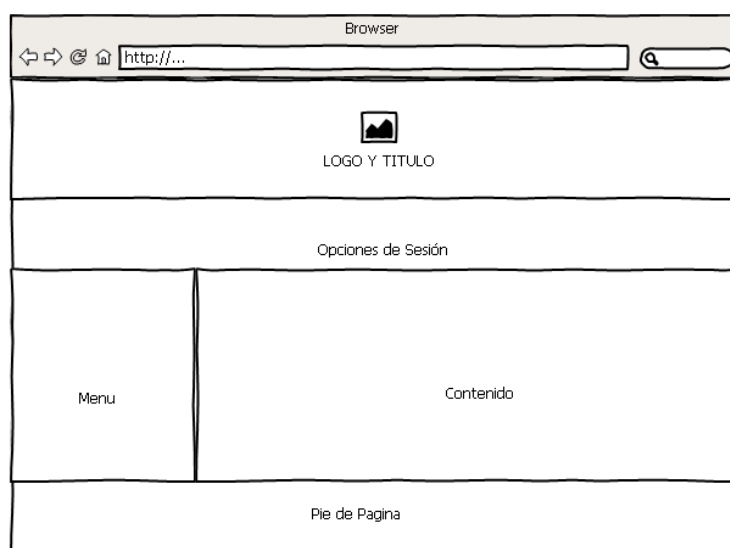 Browser
http://...
LOGO Y TITULO
Opciones de Sesión
Menu
Contenido
Pie de Pagina